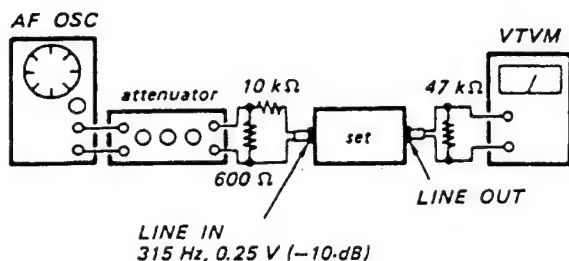 AF OSC
VTVM
attenuator
10 kΩ
47 kΩ
set
600 Ω
LINE OUT
LINE IN
315 Hz, 0.25 V (−10 dB)